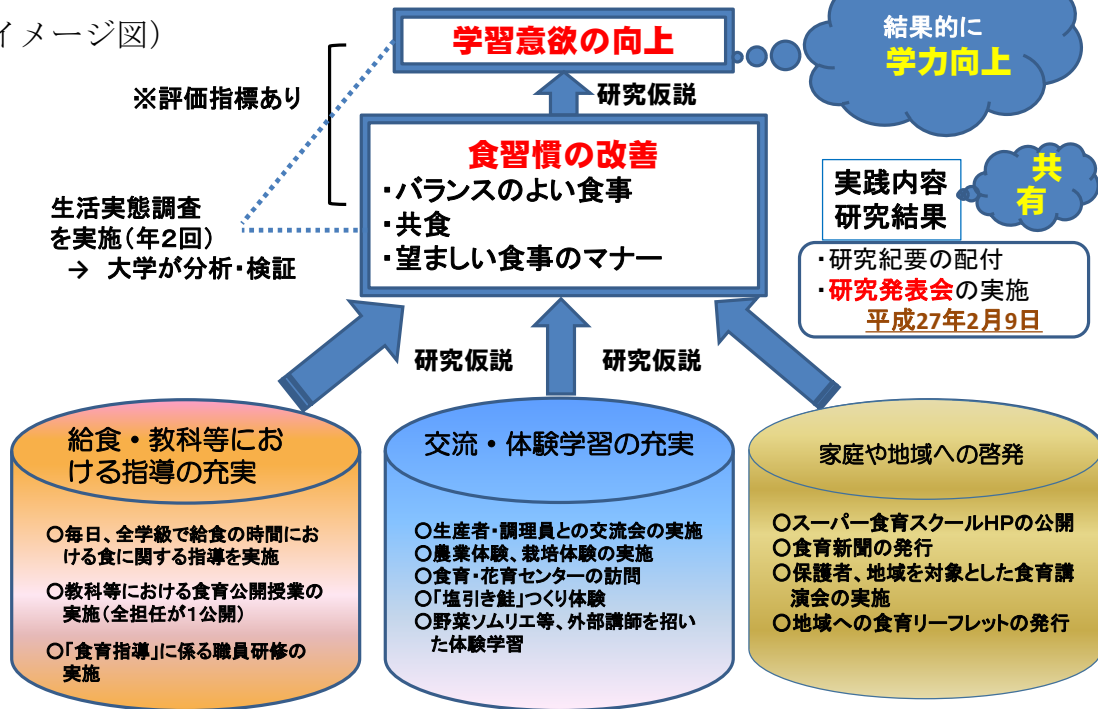 イメージ図）
学習意欲の向上
結果的に
学力向上
※評価指標あり
研究仮説
食習慣の改善
・バランスのよい食事
・共食
・望ましい食事のマナー
生活実態調査
を実施（年２回）
→ 大学が分析・検証
実践内容
研究結果
共
有
・研究紀要の配付
・研究発表会の実施
平成27年2月9日
研究仮説
研究仮説
給食・教科等にお
ける指導の充実
○毎日、全学級で給食の時間にお
ける食に関する指導を実施
○教科等における食育公開授業の
実施（全担任が１公開）
○「食育指導」に係る職員研修の
実施
交流・体験学習の充実
○生産者・調理員との交流会の実施
○農業体験、栽培体験の実施
○食育・花育センターの訪問
○「塩引き鮭」つくり体験
○野菜ソムリエ等、外部講師を招い
た体験学習
家庭や地域への啓発
○スーパー食育スクールHPの公開
○食育新聞の発行
○保護者、地域を対象とした食育講
演会の実施
○地域への食育リーフレットの発行